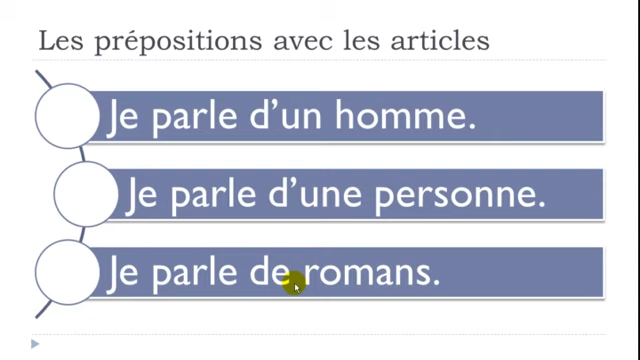 Les prépositions avec les articles
Je parle d'un homme.
Je parle d'une personne.
Je parle de romans.